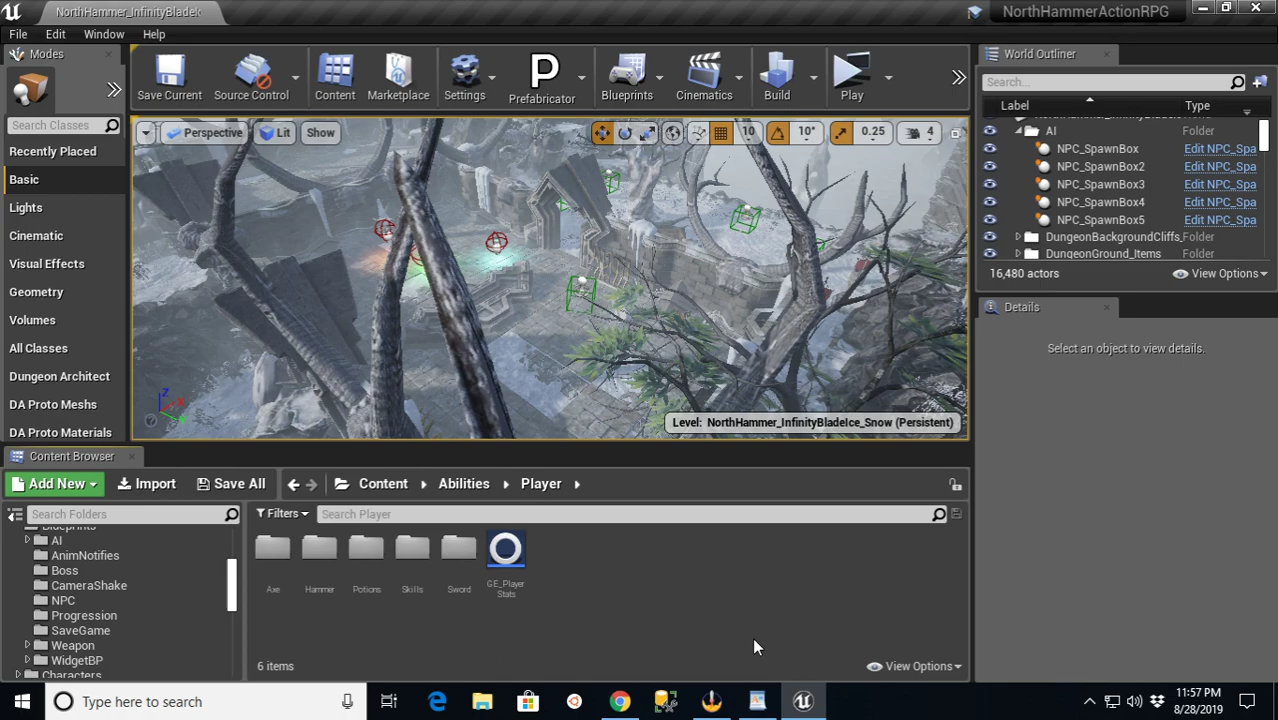 NorthHammer_InfinityBladeIc
NorthHammerActionRPG
File Edit Window Help
Modes
Search Classes
Recently Placed
Basic
Lights
Cinematic
Visual Effects
Geometry
Volumes
All Classes
Dungeon Architect
DA Proto Meshs
DA Proto Materials
Save Current
Source Control
Content
Marketplace
Settings
P
Prefabricator
Blueprints
Cinematics
Build
Play
Perspective
Lit
Show
10
10°
0.25
4
Z
X
Y
Level: NorthHammer_InfinityBladeIce_Snow (Persistent)
World Outliner
Search...
Label Type
AI Folder
NPC_SpawnBox Edit NPC_Spa
NPC_SpawnBox2 Edit NPC_Spa
NPC_SpawnBox3 Edit NPC_Spa
NPC_SpawnBox4 Edit NPC_Spa
NPC_SpawnBox5 Edit NPC_Spa
DungeonBackgroundCliffs_ Folder
DungeonGround_Items Folder
16,480 actors View Options
Details
Select an object to view details.
Content Browser
Add New Import Save All Content Abilities Player
Search Folders
Blueprints
AI
AnimNotifies
Boss
CameraShake
NPC
Progression
SaveGame
Weapon
WidgetBP
Characters
Filters Search Player
Axe
Hammer
Potions
Skills
Sword
GE_Player
Stats
6 items View Options
Type here to search
11:57 PM
8/28/2019